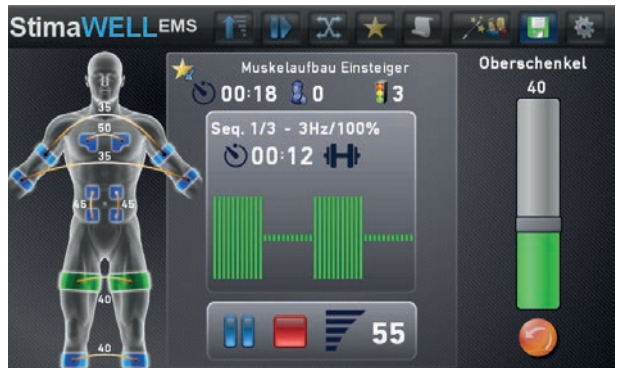 StimaWELL EMS
Muskelaufbau Einsteiger
00:18 0 3
Seq. 1/3 - 3Hz/100%
00:12
55
Oberschenkel
40
35
50
35
45 45
40
40